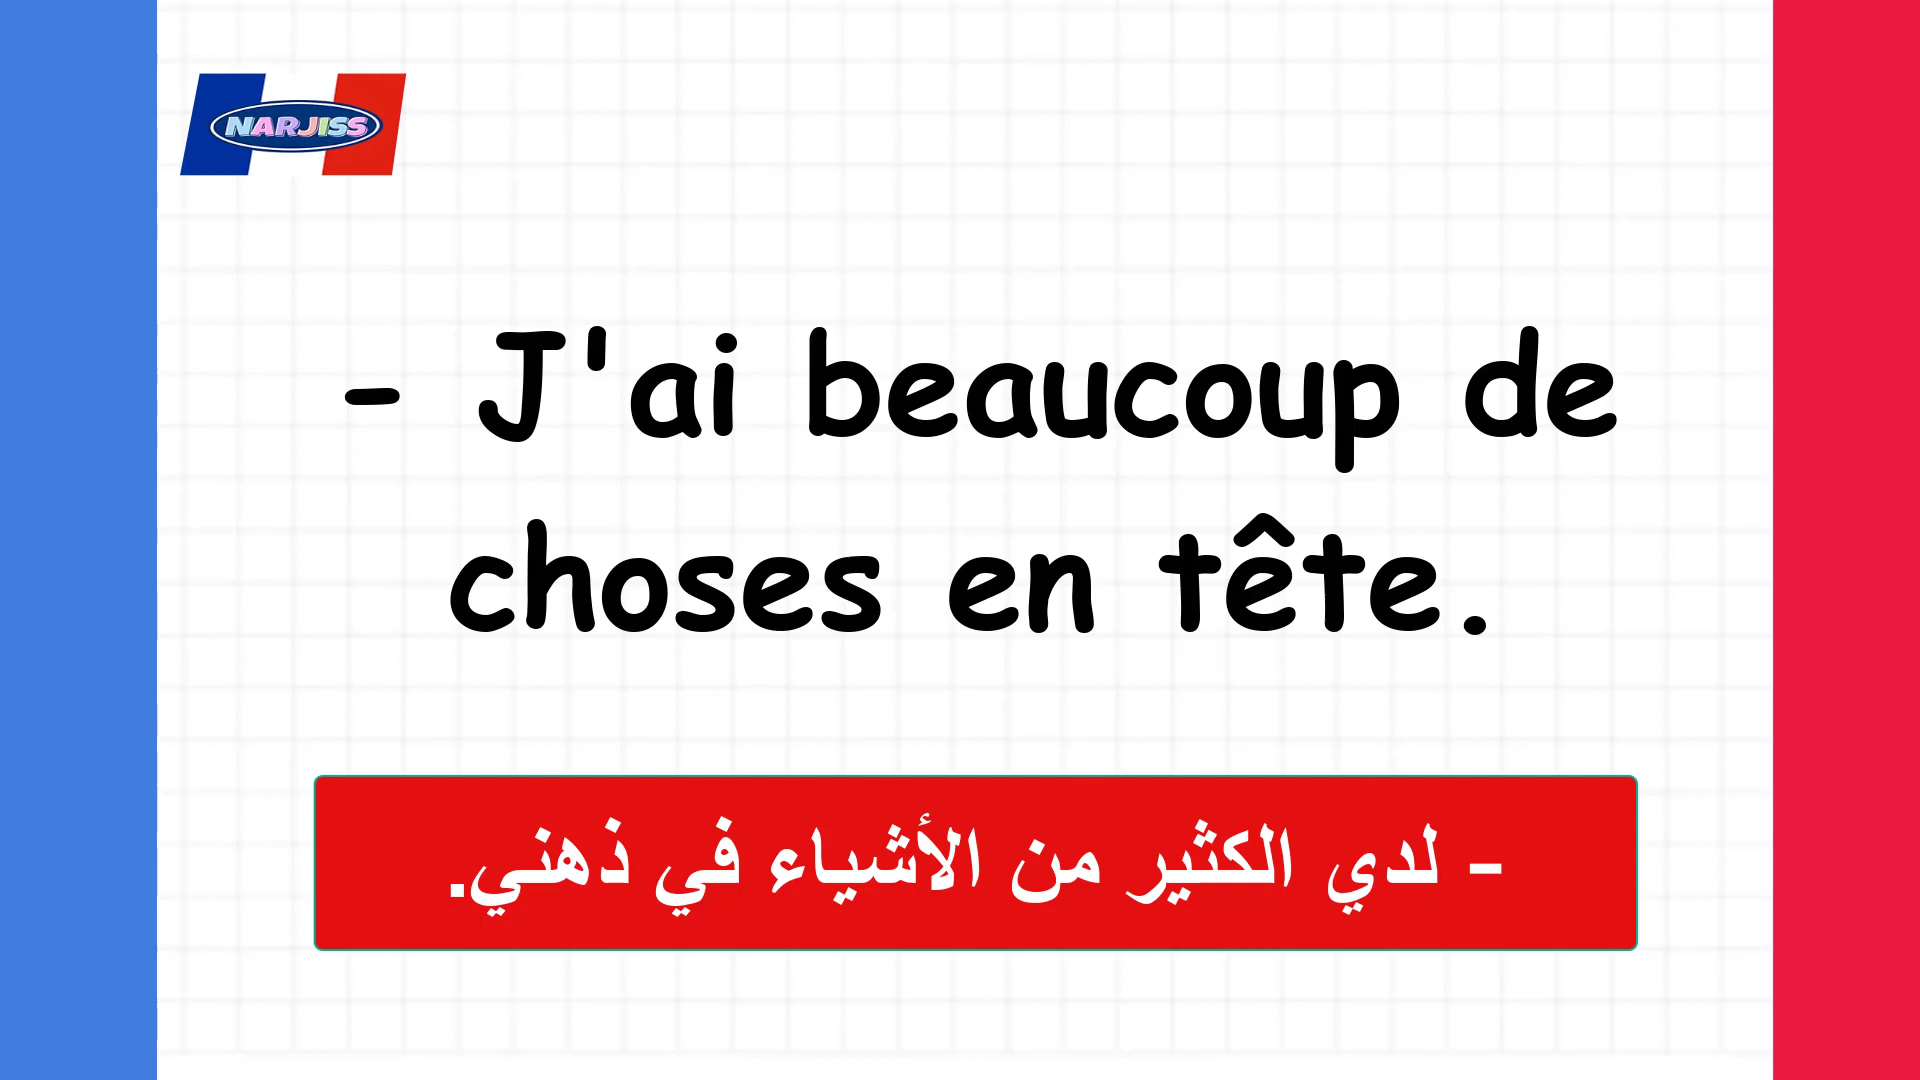 NARJISS
- J'ai beaucoup de
choses en tête.
- لدي الكثير من الأشياء في ذهني.